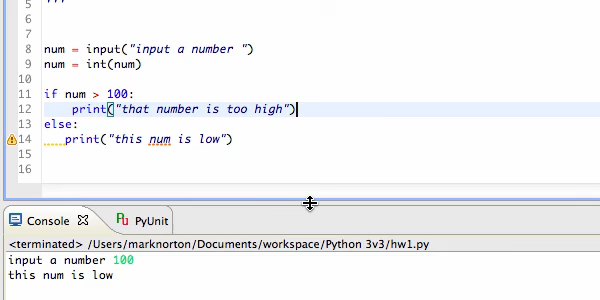 5 '''
6
7
8 num = input("input a number ")
9 num = int(num)
10
11 if num > 100:
12 print("that number is too high")
13 else:
14 print("this num is low")
15
16
Console PyUnit
<terminated> /Users/marknorton/Documents/workspace/Python 3v3/hw1.py
input a number 100
this num is low